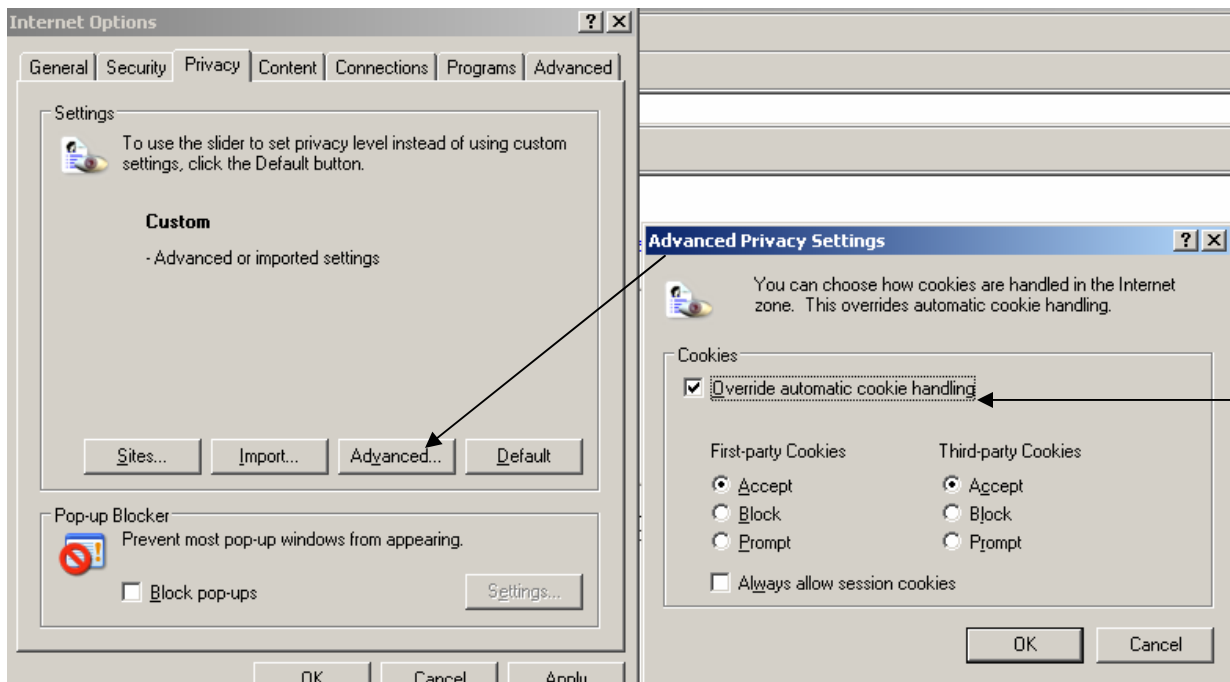 Internet Options
General Security Privacy Content Connections Programs Advanced
Settings
To use the slider to set privacy level instead of using custom
settings, click the Default button.
Custom
- Advanced or imported settings
Sites... Import... Advanced... Default
Pop-up Blocker
Prevent most pop-up windows from appearing.
Block pop-ups
Settings...
OK Cancel Apply
Advanced Privacy Settings
You can choose how cookies are handled in the Internet
zone. This overrides automatic cookie handling.
Cookies
Override automatic cookie handling
First-party Cookies Third-party Cookies
Accept Accept
Block Block
Prompt Prompt
Always allow session cookies
OK Cancel